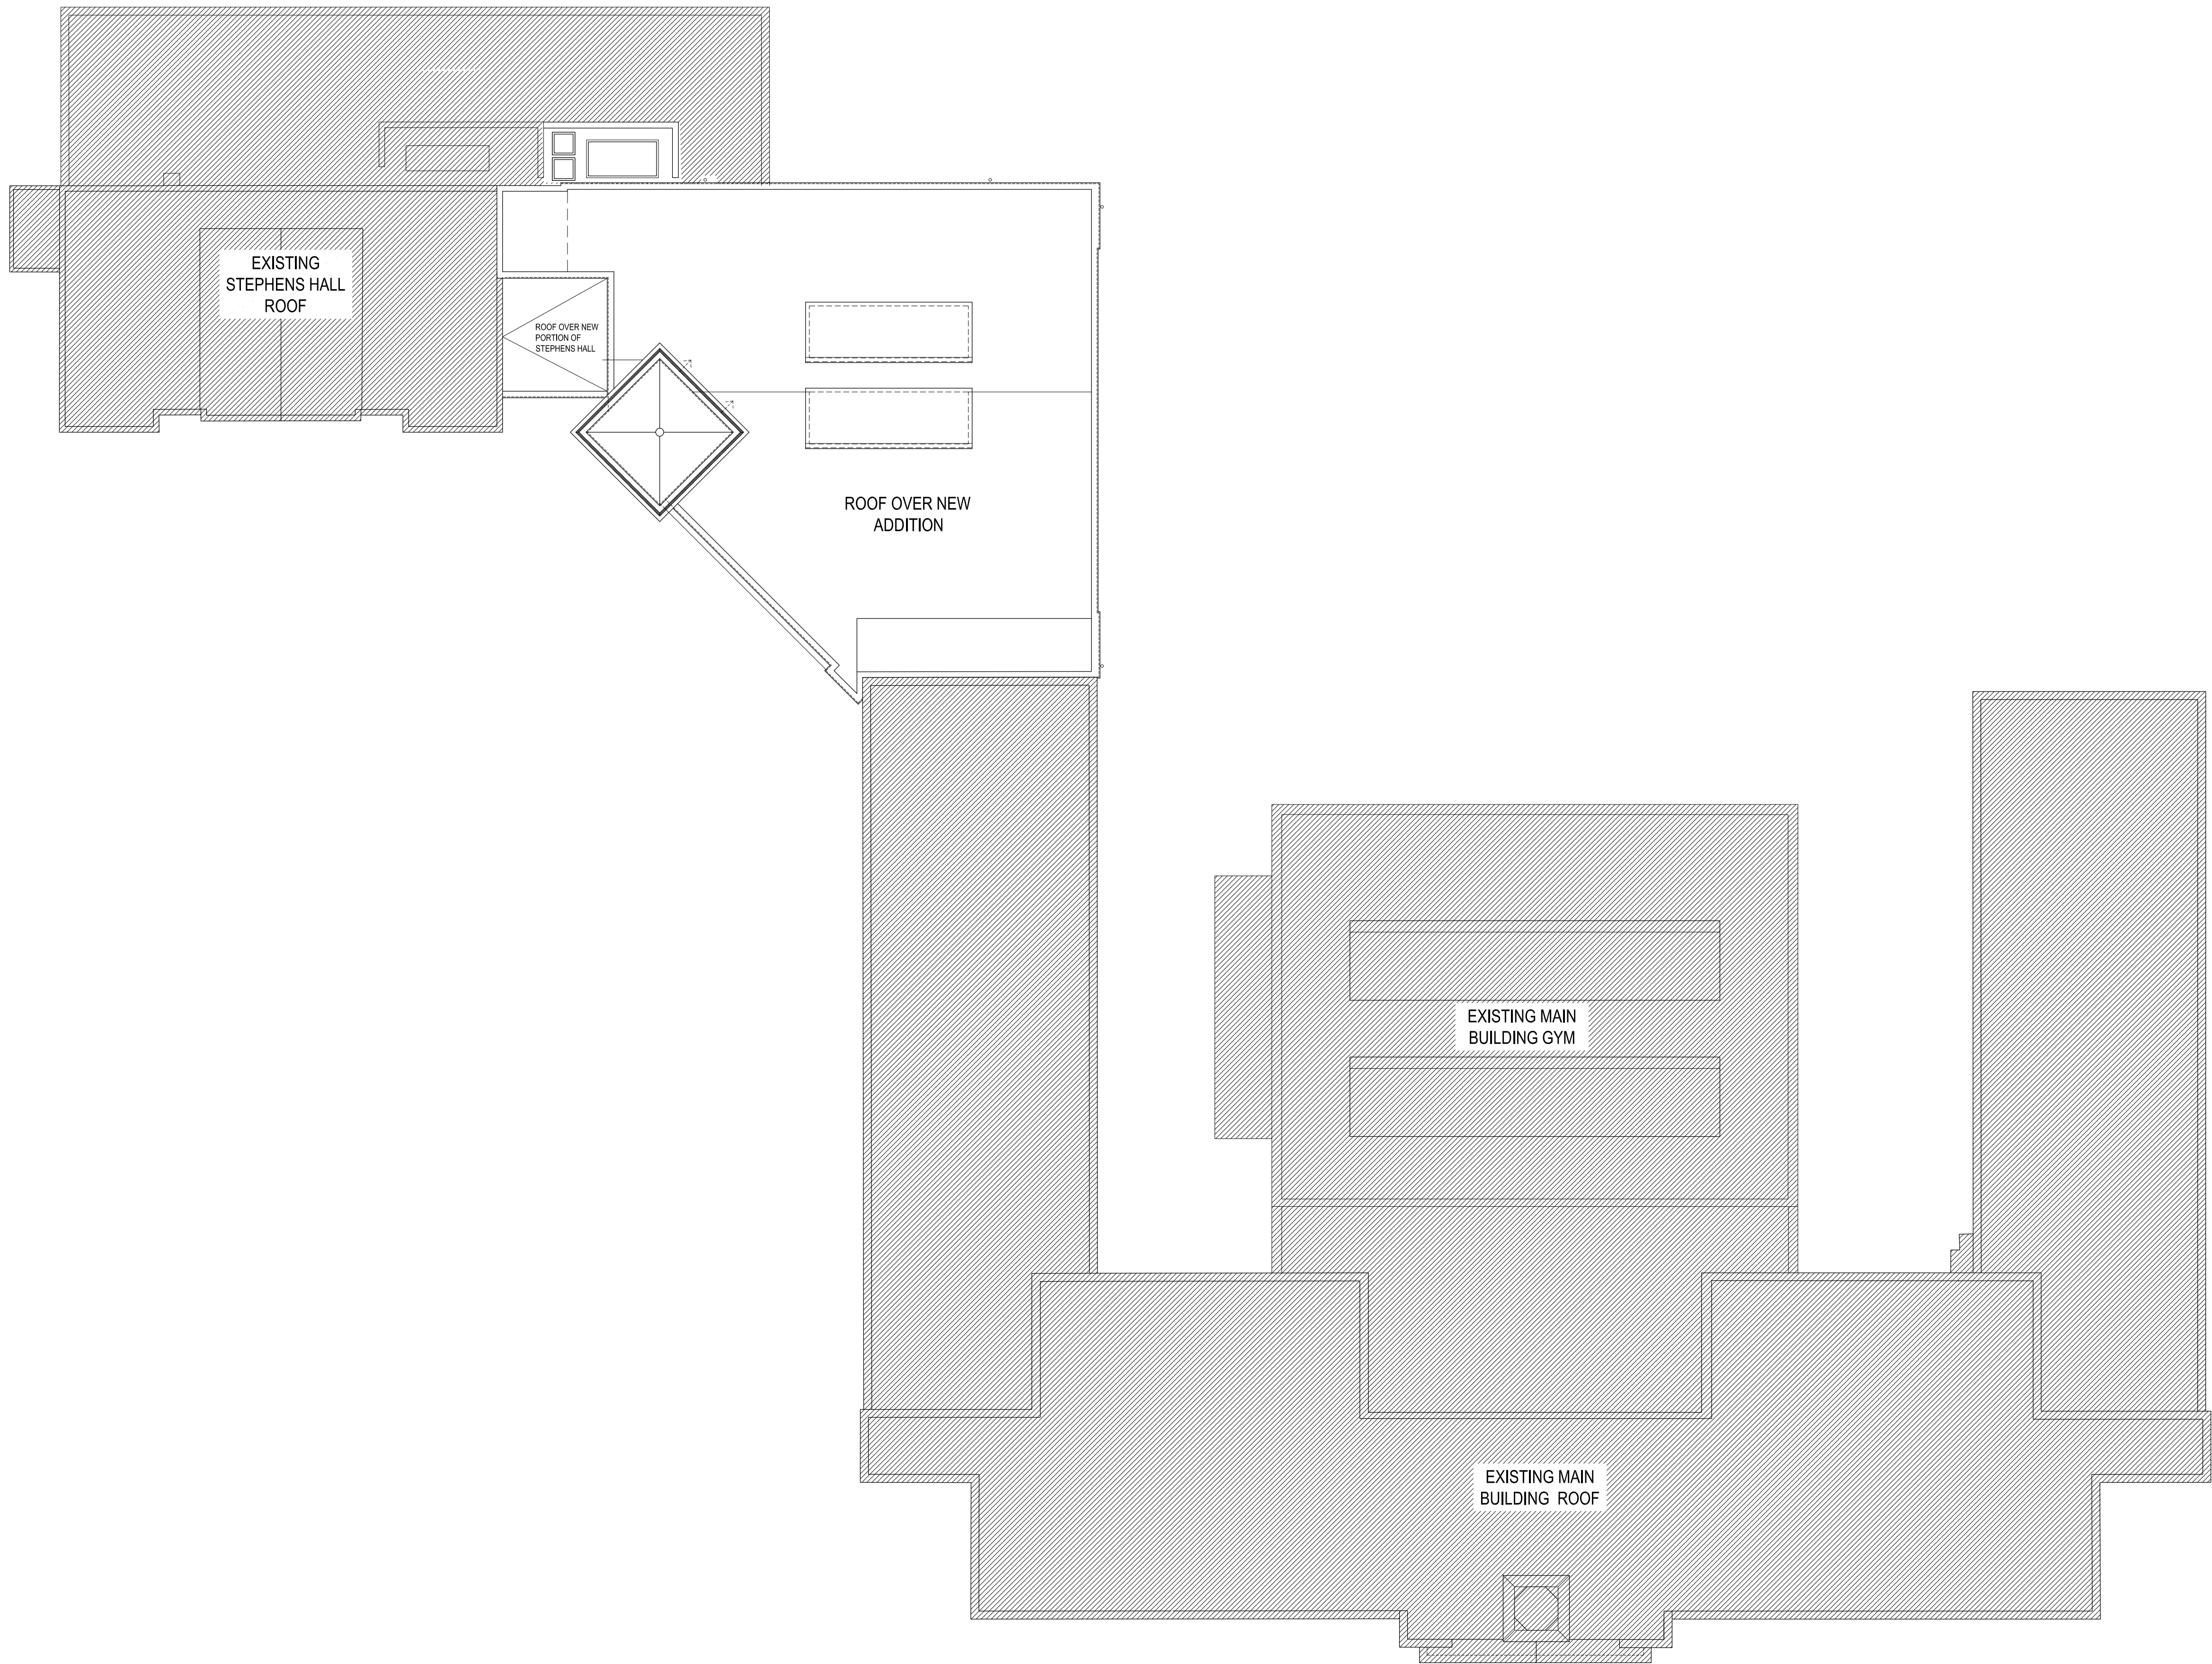 EXISTING
STEPHENS HALL
ROOF
ROOF OVER NEW
PORTION OF
STEPHENS HALL
ROOF OVER NEW
ADDITION
EXISTING MAIN
BUILDING GYM
EXISTING MAIN
BUILDING ROOF